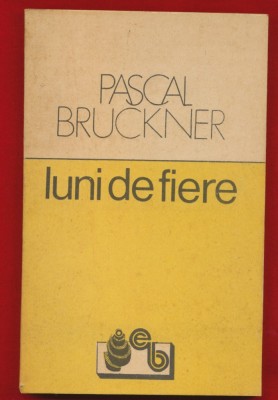 PASCAL
BRUCKNER
luni de fiere
eb